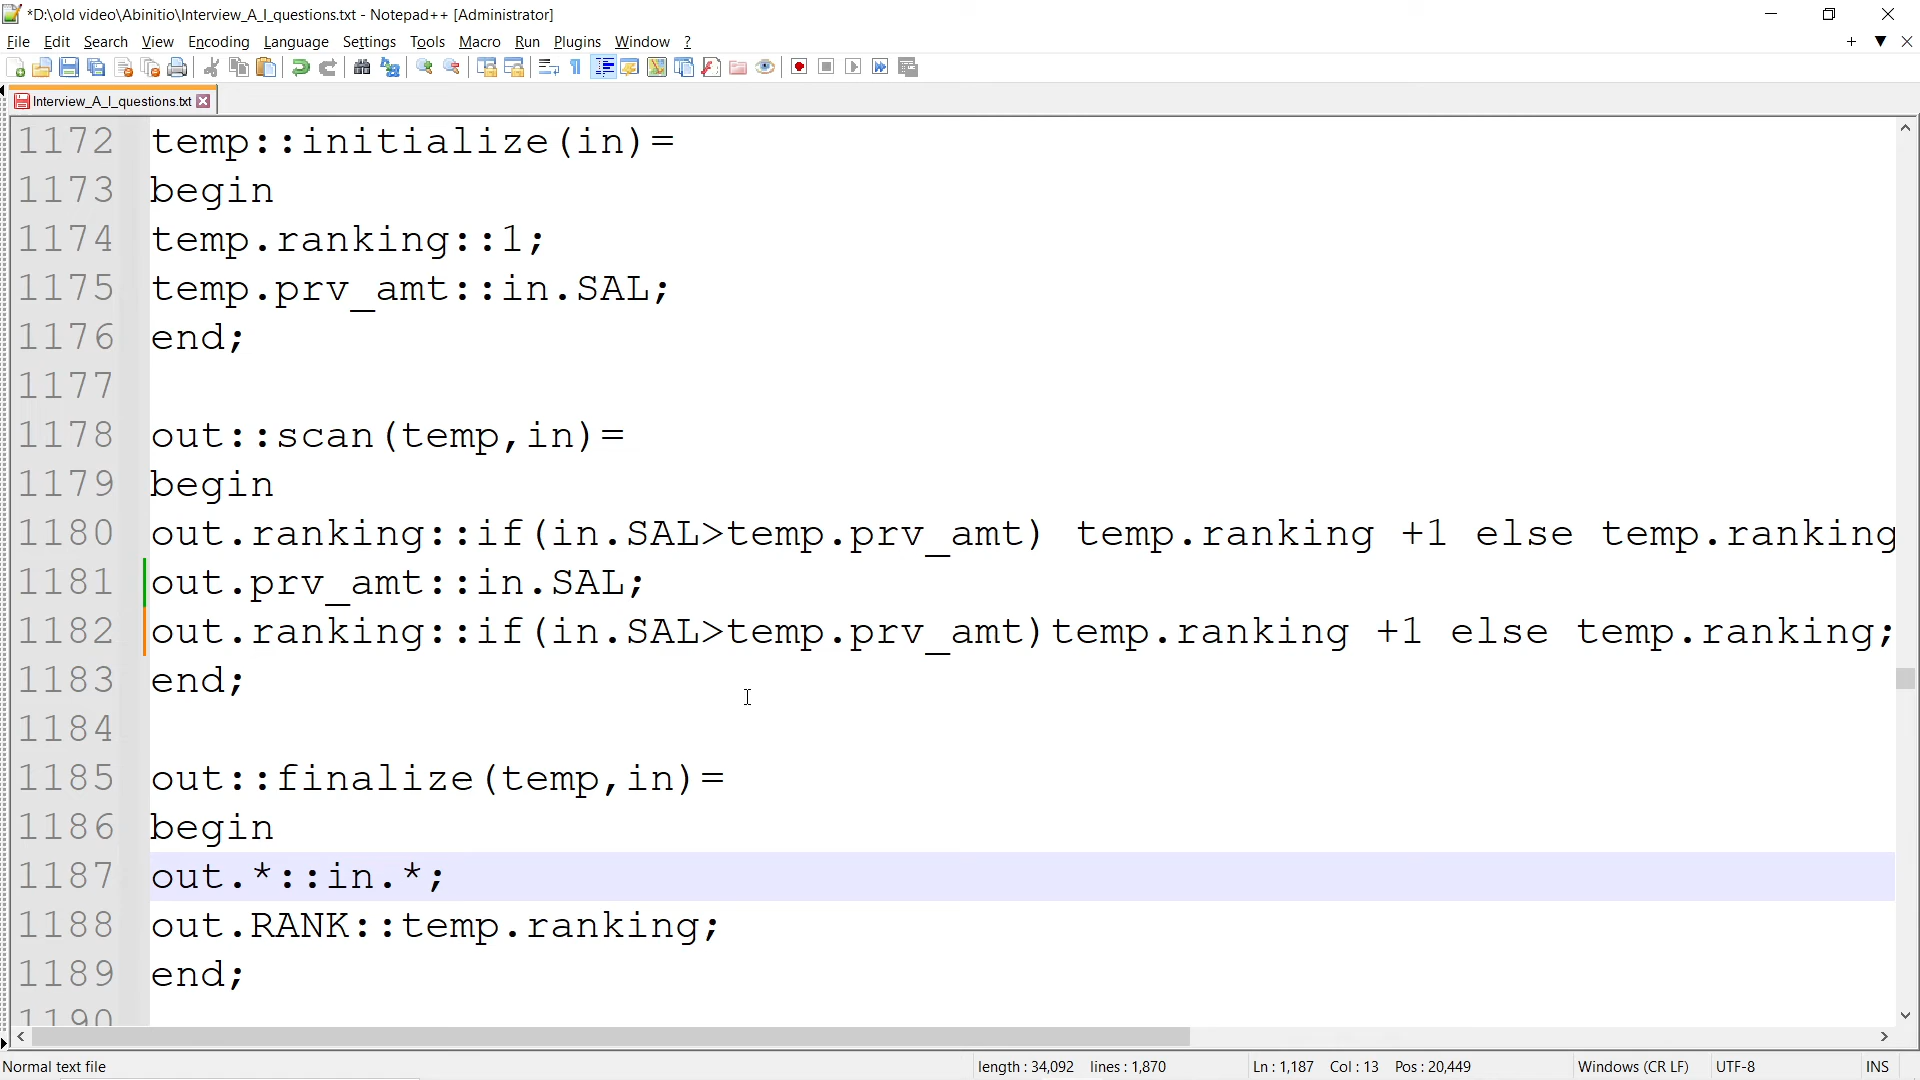 *D:\old video\Abinitio\Interview_A_I_questions.txt - Notepad++ [Administrator]
File Edit Search View Encoding Language Settings Tools Macro Run Plugins Window ?
Interview_A_I_questions.txt
1172 temp::initialize(in)=
1173 begin
1174 temp.ranking::1;
1175 temp.prv_amt::in.SAL;
1176 end;
1177
1178 out::scan(temp,in)=
1179 begin
1180 out.ranking::if(in.SAL>temp.prv_amt) temp.ranking +1 else temp.ranking
1181 out.prv_amt::in.SAL;
1182 out.ranking::if(in.SAL>temp.prv_amt)temp.ranking +1 else temp.ranking;
1183 end;
1184
1185 out::finalize(temp,in)=
1186 begin
1187 out.*::in.*;
1188 out.RANK::temp.ranking;
1189 end;
1190
Normal text file length : 34,092 lines : 1,870 Ln : 1,187 Col : 13 Pos : 20,449 Windows (CR LF) UTF-8 INS